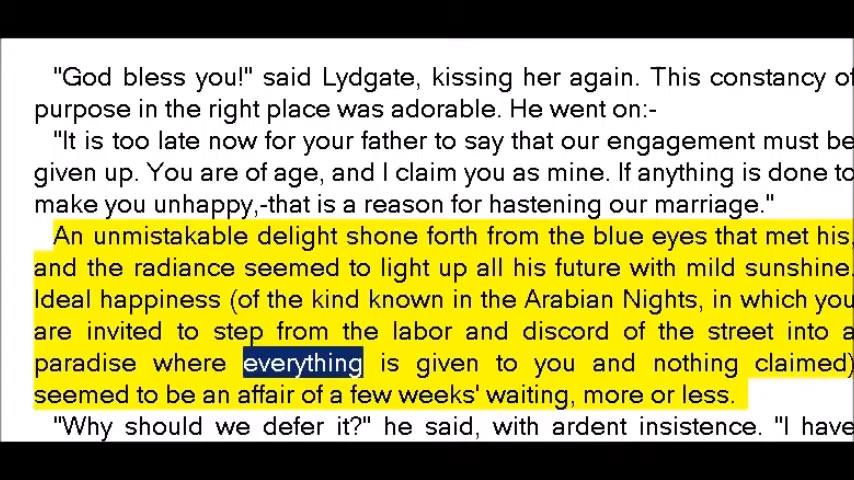 "God bless you!" said Lydgate, kissing her again. This constancy of
purpose in the right place was adorable. He went on:-
"It is too late now for your father to say that our engagement must be
given up. You are of age, and I claim you as mine. If anything is done to
make you unhappy,-that is a reason for hastening our marriage."
An unmistakable delight shone forth from the blue eyes that met his,
and the radiance seemed to light up all his future with mild sunshine.
Ideal happiness (of the kind known in the Arabian Nights, in which you
are invited to step from the labor and discord of the street into a
paradise where everything is given to you and nothing claimed)
seemed to be an affair of a few weeks' waiting, more or less.
"Why should we defer it?" he said, with ardent insistence. "I have